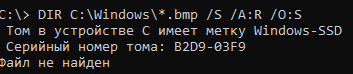 C:\> DIR C:\Windows\*.bmp /S /A:R /O:S
Том в устройстве C имеет метку Windows-SSD
Серийный номер тома: B2D9-03F9
Файл не найден